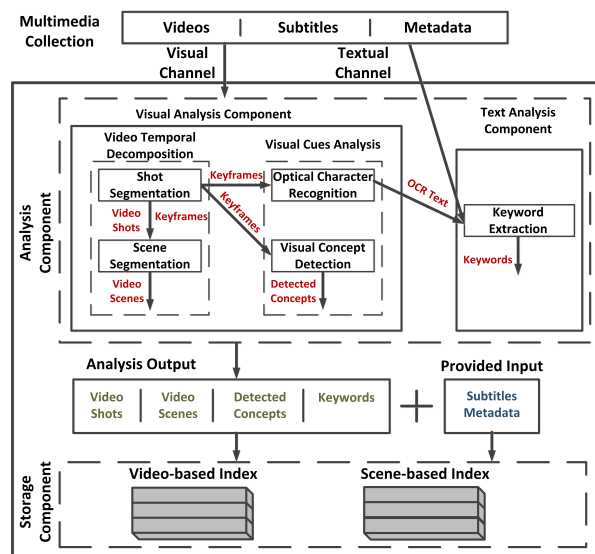 Multimedia
Collection
Videos | Subtitles | Metadata
Visual
Channel
Textual
Channel
Analysis
Component
Visual Analysis Component
Text Analysis
Component
Video Temporal
Decomposition
Visual Cues Analysis
Shot
Segmentation
Keyframes
Optical Character
Recognition
Keyframes
OCR Text
Video
Shots
Keyframes
Keyword
Extraction
Scene
Segmentation
Visual Concept
Detection
Keywords
Video
Scenes
Detected
Concepts
Analysis Output
Provided Input
Video
Shots
Video
Scenes
Detected
Concepts
Keywords
+
Subtitles
Metadata
Storage
Component
Video-based Index
Scene-based Index